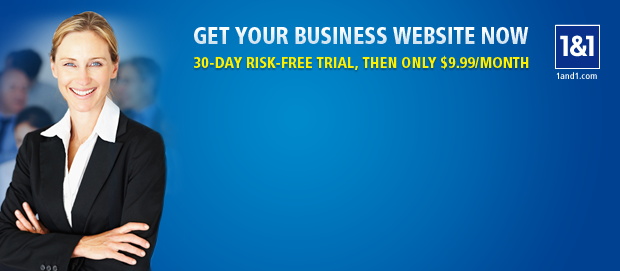 GET YOUR BUSINESS WEBSITE NOW
30-DAY RISK-FREE TRIAL, THEN ONLY $9.99/MONTH
1&1
1and1.com